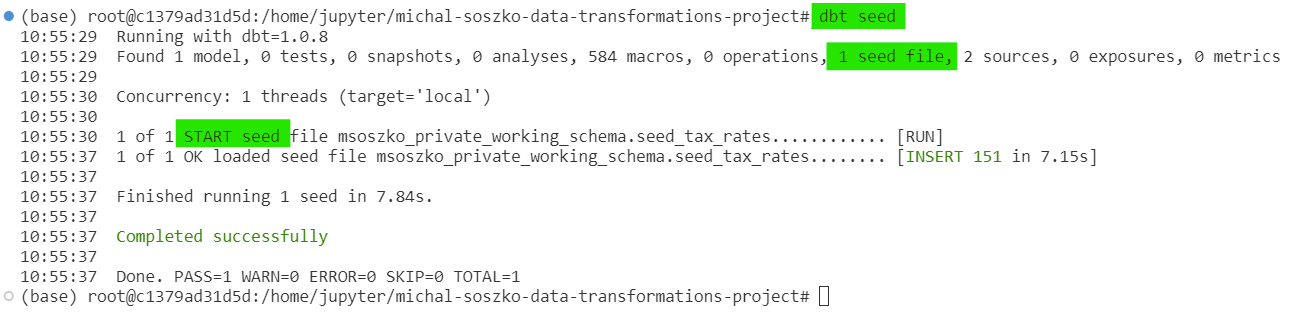 (base) root@c1379ad31d5d:/home/jupyter/michal-soszko-data-transformations-project# dbt seed
10:55:29  Running with dbt=1.0.8
10:55:29  Found 1 model, 0 tests, 0 snapshots, 0 analyses, 584 macros, 0 operations, 1 seed file, 2 sources, 0 exposures, 0 metrics
10:55:29
10:55:30  Concurrency: 1 threads (target='local')
10:55:30
10:55:30  1 of 1 START seed file msoszko_private_working_schema.seed_tax_rates............ [RUN]
10:55:37  1 of 1 OK loaded seed file msoszko_private_working_schema.seed_tax_rates........ [INSERT 151 in 7.15s]
10:55:37
10:55:37  Finished running 1 seed in 7.84s.
10:55:37
10:55:37  Completed successfully
10:55:37
10:55:37  Done. PASS=1 WARN=0 ERROR=0 SKIP=0 TOTAL=1
(base) root@c1379ad31d5d:/home/jupyter/michal-soszko-data-transformations-project#